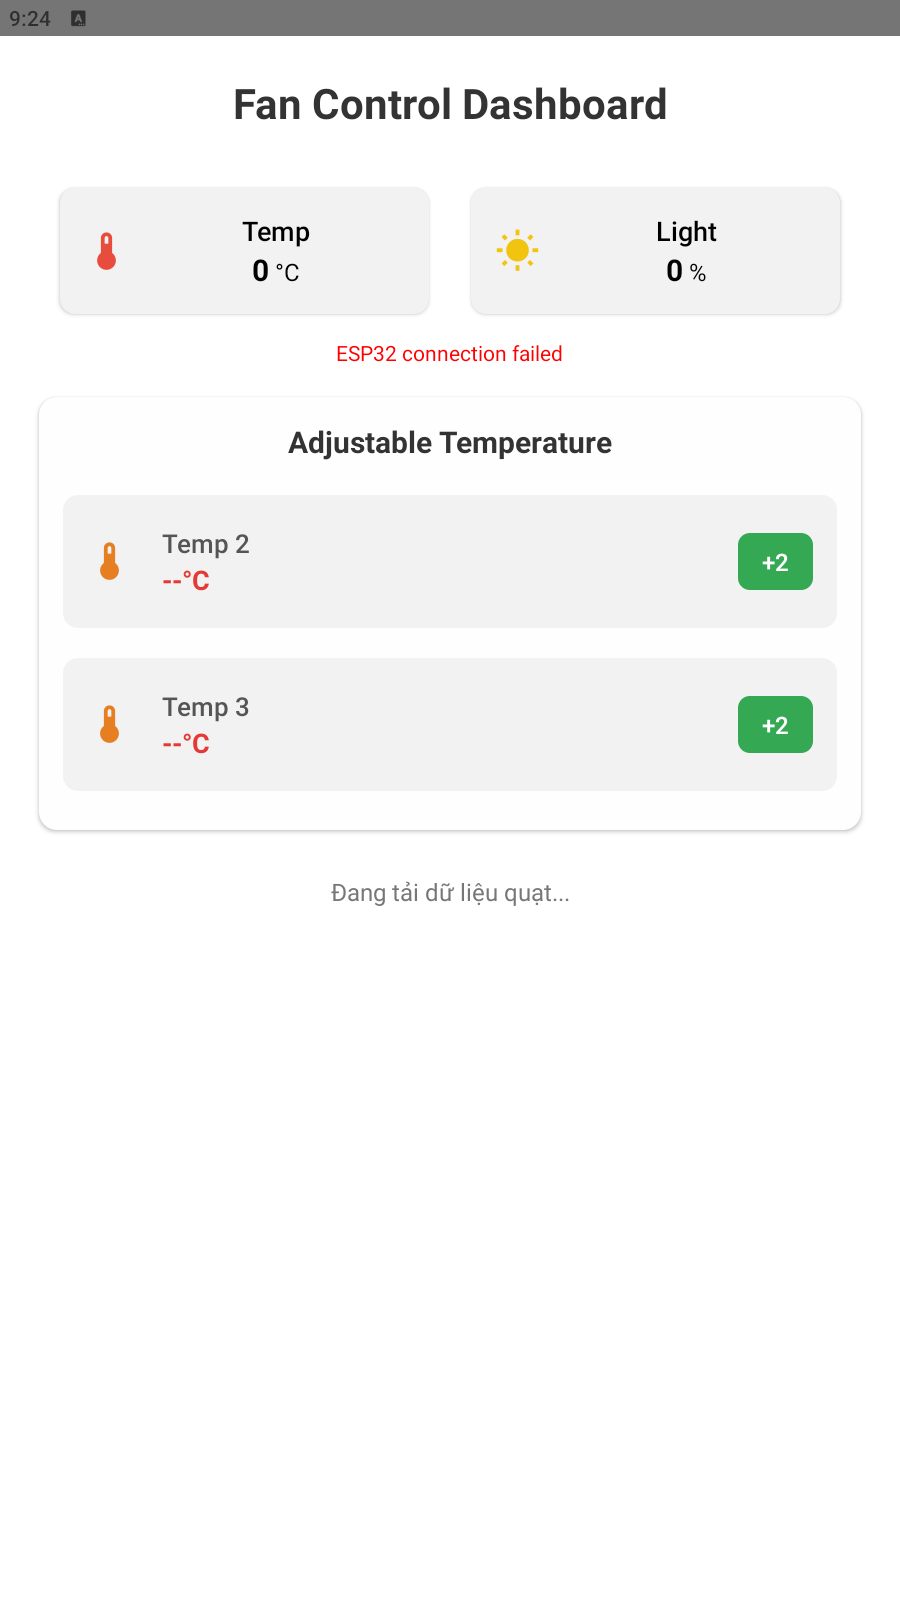 9:24
Fan Control Dashboard
Temp
0 °C
Light
0 %
ESP32 connection failed
Adjustable Temperature
Temp 2
--°C
+2
Temp 3
--°C
+2
Đang tải dữ liệu quạt...